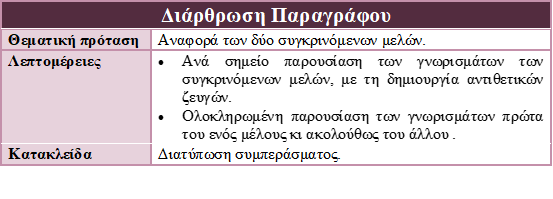 Διάρθρωση Παραγράφου
Θεματική πρόταση Αναφορά των δύο συγκρινόμενων μελών.
Λεπτομέρειες • Ανά σημείο παρουσίαση των γνωρισμάτων των
συγκρινόμενων μελών, με τη δημιουργία αντιθετικών
ζευγών.
• Ολοκληρωμένη παρουσίαση των γνωρισμάτων πρώτα
του ενός μέλους κι ακολούθως του άλλου .
Κατακλείδα Διατύπωση συμπεράσματος.